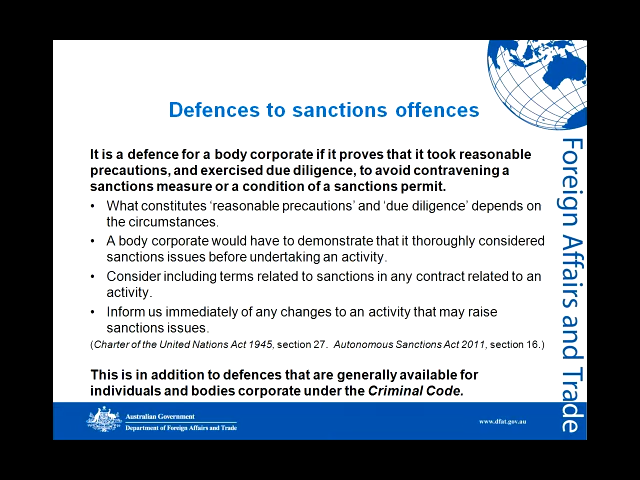 Defences to sanctions offences
It is a defence for a body corporate if it proves that it took reasonable
precautions, and exercised due diligence, to avoid contravening a
sanctions measure or a condition of a sanctions permit.
• What constitutes ‘reasonable precautions’ and ‘due diligence’ depends on
the circumstances.
• A body corporate would have to demonstrate that it thoroughly considered
sanctions issues before undertaking an activity.
• Consider including terms related to sanctions in any contract related to an
activity.
• Inform us immediately of any changes to an activity that may raise
sanctions issues.
(Charter of the United Nations Act 1945, section 27. Autonomous Sanctions Act 2011, section 16.)
This is in addition to defences that are generally available for
individuals and bodies corporate under the Criminal Code.
Foreign Affairs and Trade
Australian Government
Department of Foreign Affairs and Trade
www.dfat.gov.au